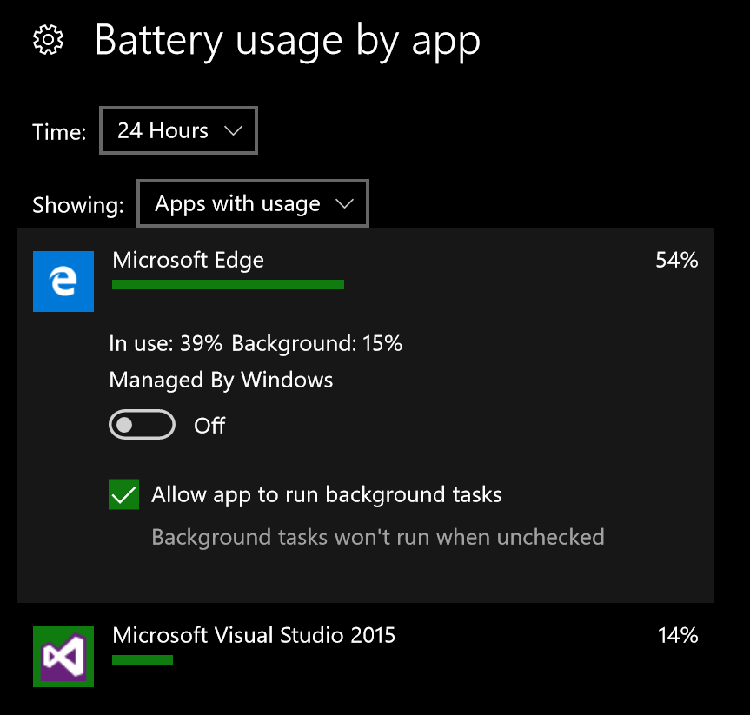 Battery usage by app
Time: 24 Hours
Showing: Apps with usage
Microsoft Edge 54%
In use: 39% Background: 15%
Managed By Windows
Off
Allow app to run background tasks
Background tasks won't run when unchecked
Microsoft Visual Studio 2015 14%